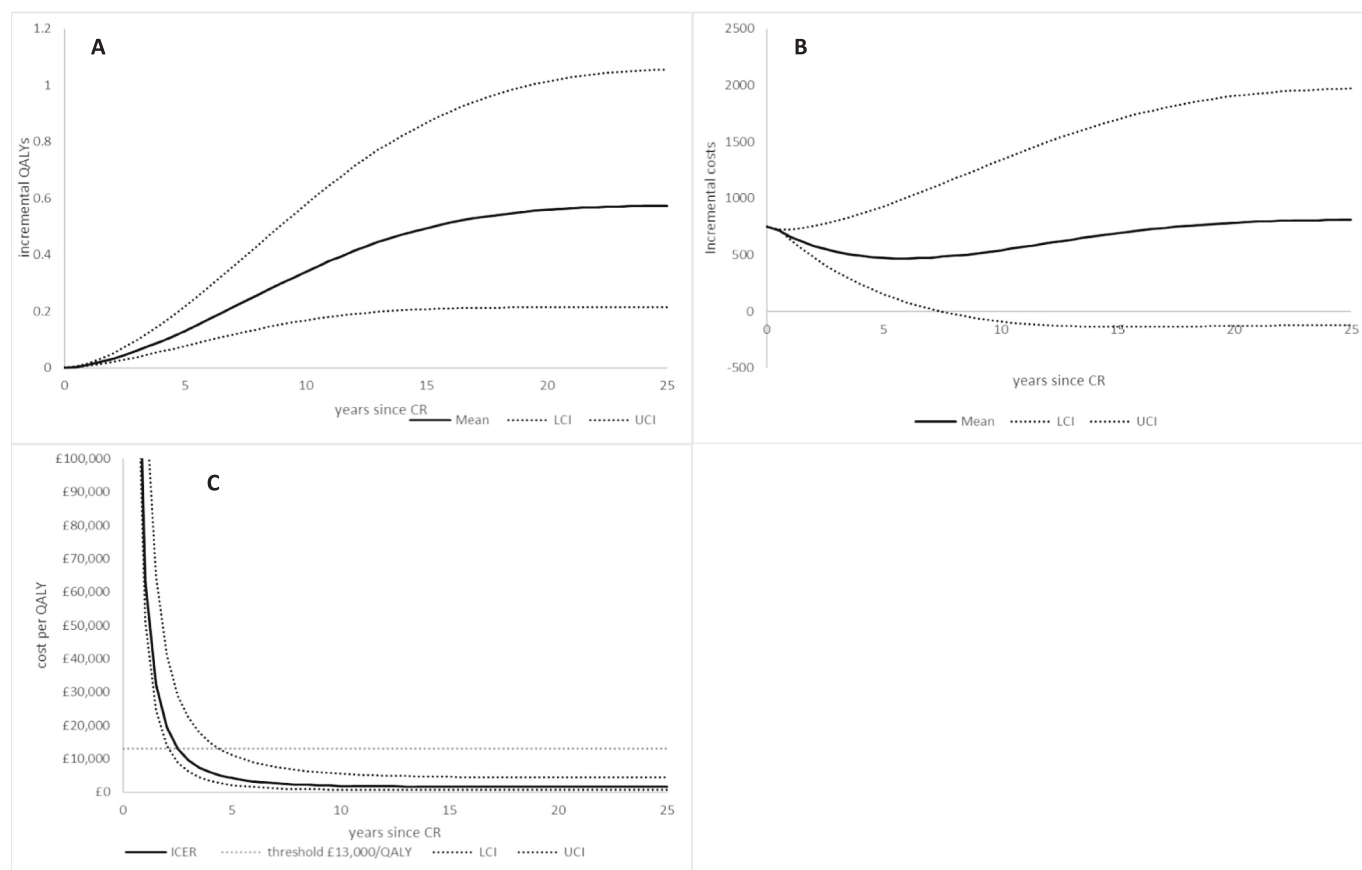 A
1.2
1
0.8
0.6
0.4
0.2
0
incremental QALYs
0 5 10 15 20 25
years since CR
Mean LCI UCI
B
2500
2000
1500
1000
500
0
-500
Incremental costs
0 5 10 15 20 25
years since CR
Mean LCI UCI
C
£100,000
£90,000
£80,000
£70,000
£60,000
£50,000
£40,000
£30,000
£20,000
£10,000
£0
cost per QALY
0 5 10 15 20 25
years since CR
ICER threshold £13,000/QALY LCI UCI